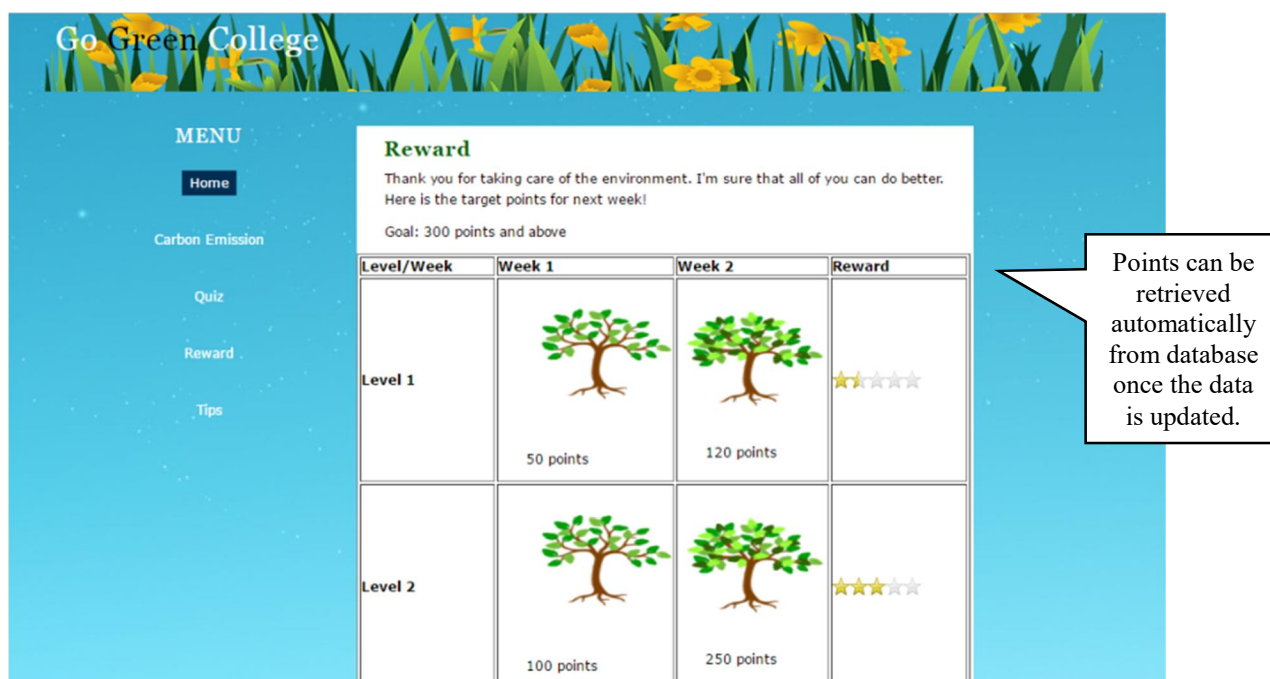 Go Green College
MENU
Home
Carbon Emission
Quiz
Reward
Tips
Reward
Thank you for taking care of the environment. I'm sure that all of you can do better.
Here is the target points for next week!
Goal: 300 points and above
Level/Week Week 1 Week 2 Reward
Level 1
50 points 120 points
Level 2
100 points 250 points
Points can be
retrieved
automatically
from database
once the data
is updated.